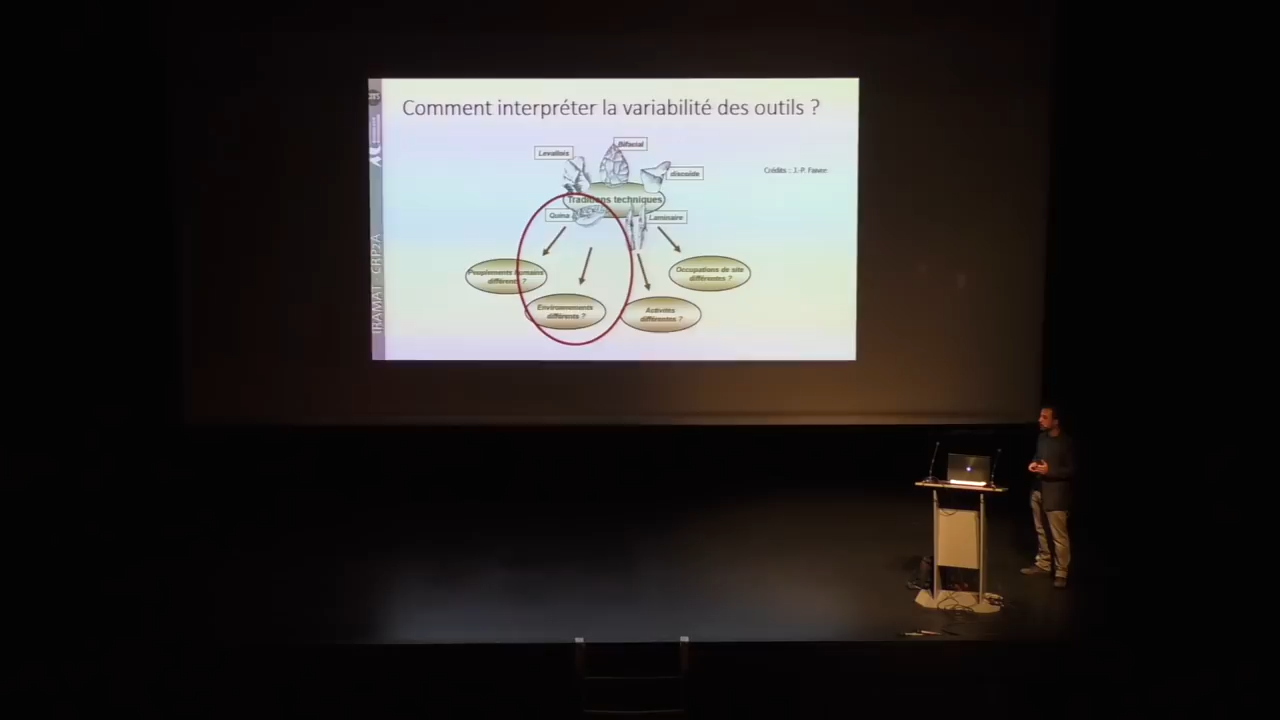 Comment interpréter la variabilité des outils ?
Bifacial
Levallois
discoïde
Crédits : J.-P. Faivre
Traditions techniques
Quina
Laminaire
Peuplements humains
différents ?
Occupations de site
différentes ?
Environnements
différents ?
Activités
différentes ?
IRAMAT - CRP2A